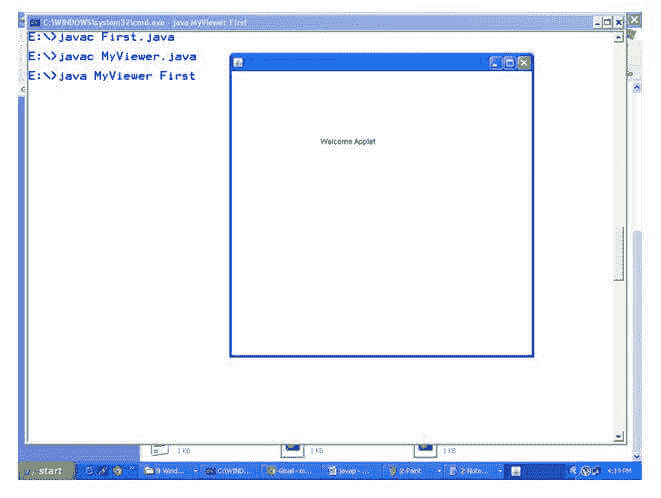 C:\WINDOWS\system32\cmd.exe - java MyViewer First
E:\>javac First.java
E:\>javac MyViewer.java
E:\>java MyViewer First
Welcome Applet
1 KB
1 KB
1 KB
start
9 Wind...
C:\WIND...
Gmail - ...
javap - ...
2 Paint
2 Note...
4:19 PM